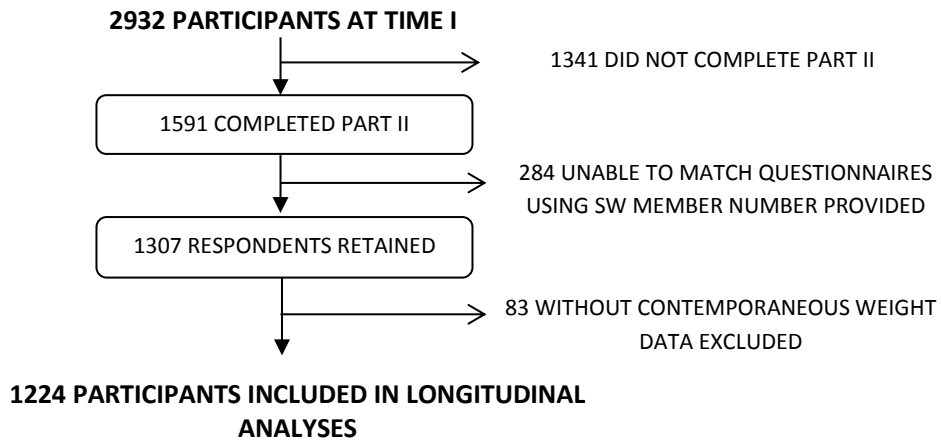 2932 PARTICIPANTS AT TIME I
1341 DID NOT COMPLETE PART II
1591 COMPLETED PART II
284 UNABLE TO MATCH QUESTIONNAIRES
USING SW MEMBER NUMBER PROVIDED
1307 RESPONDENTS RETAINED
83 WITHOUT CONTEMPORANEOUS WEIGHT
DATA EXCLUDED
1224 PARTICIPANTS INCLUDED IN LONGITUDINAL
ANALYSES